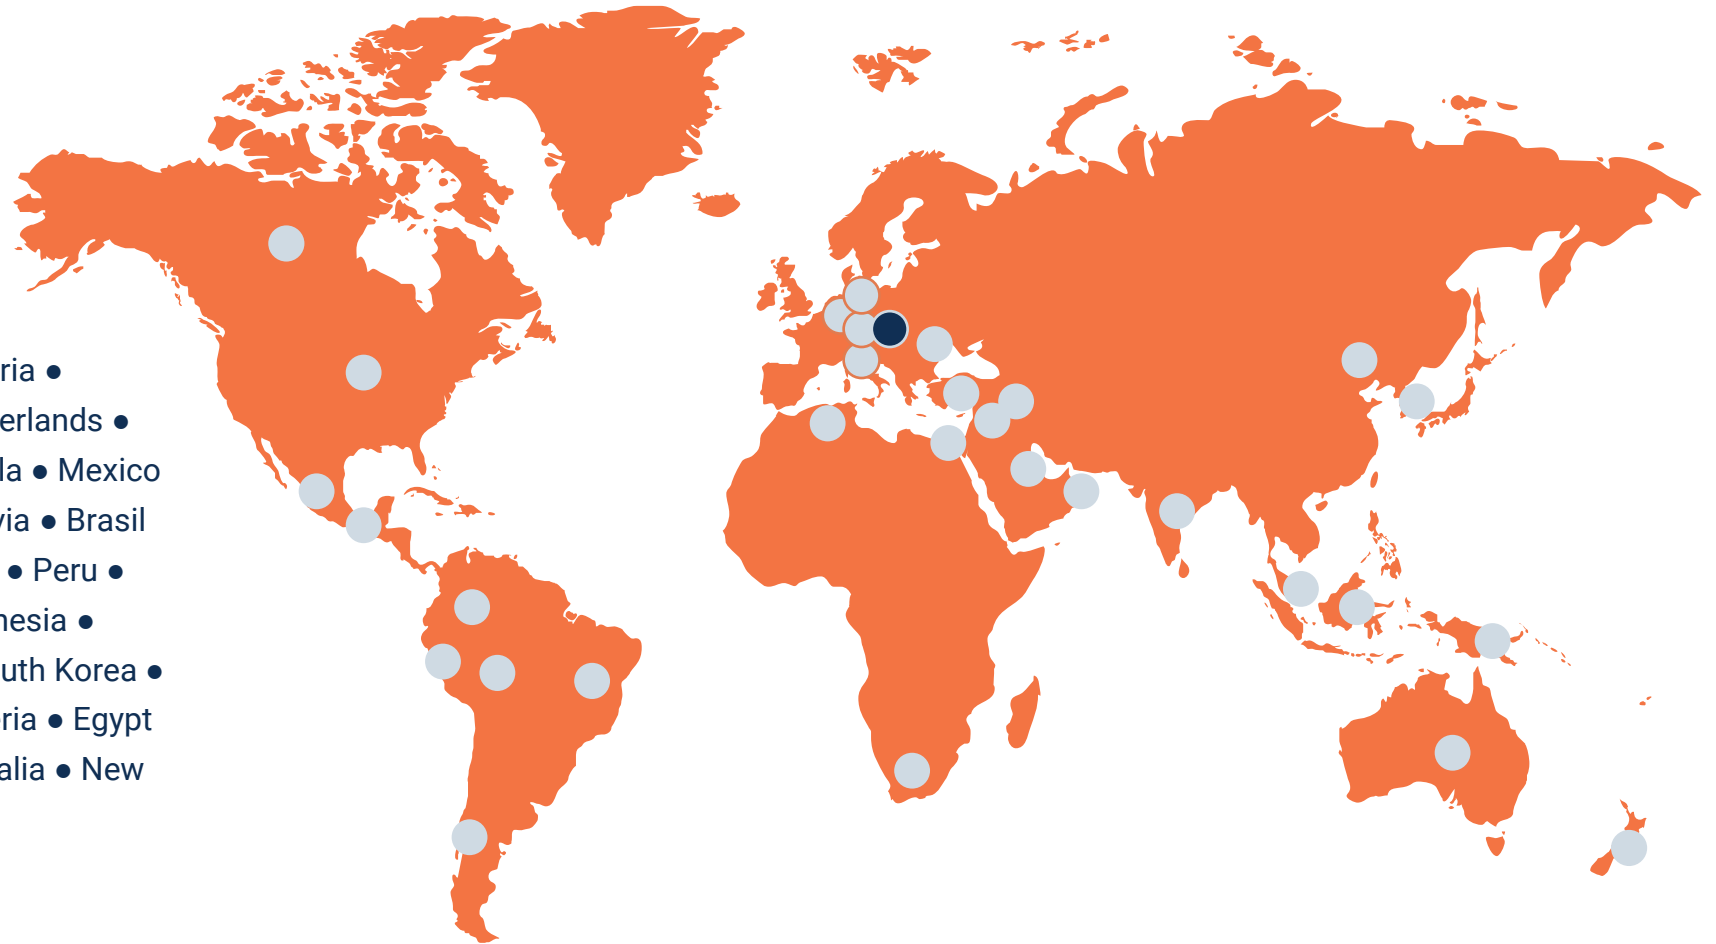 ria ●
erlands ●
la ● Mexico
via ● Brasil
● Peru ●
nesia ●
uth Korea ●
ria ● Egypt
alia ● New